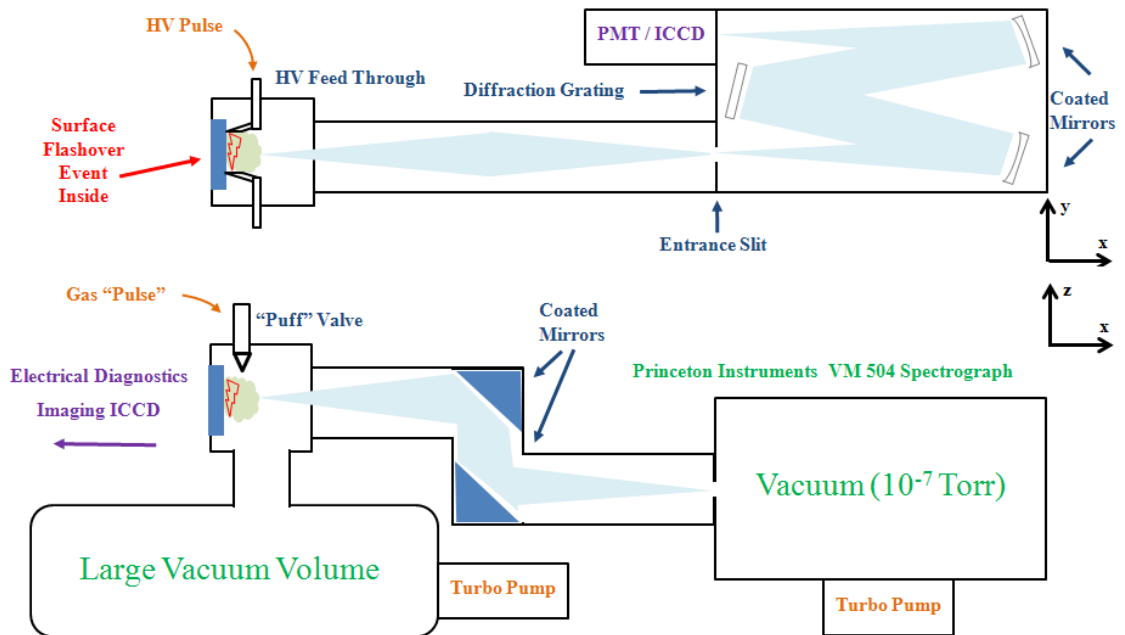 HV Pulse
PMT / ICCD
HV Feed Through
Diffraction Grating
Coated
Mirrors
Surface
Flashover
Event
Inside
Entrance Slit
y
x
Gas “Pulse”
“Puff” Valve
Coated
Mirrors
z
x
Electrical Diagnostics
Imaging ICCD
Princeton Instruments VM 504 Spectrograph
Vacuum (10⁻⁷ Torr)
Large Vacuum Volume
Turbo Pump
Turbo Pump